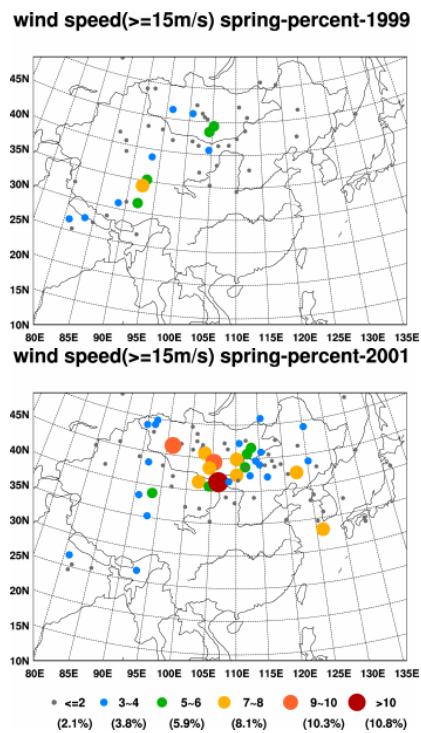 wind speed(>=15m/s) spring-percent-1999
45N
40N
35N
30N
25N
20N
15N
10N
80E 85E 90E 95E 100E 105E 110E 115E 120E 125E 130E 135E
wind speed(>=15m/s) spring-percent-2001
45N
40N
35N
30N
25N
20N
15N
10N
80E 85E 90E 95E 100E 105E 110E 115E 120E 125E 130E 135E
<=2 3~4 5~6 7~8 9~10 >10
(2.1%) (3.8%) (5.9%) (8.1%) (10.3%) (10.8%)